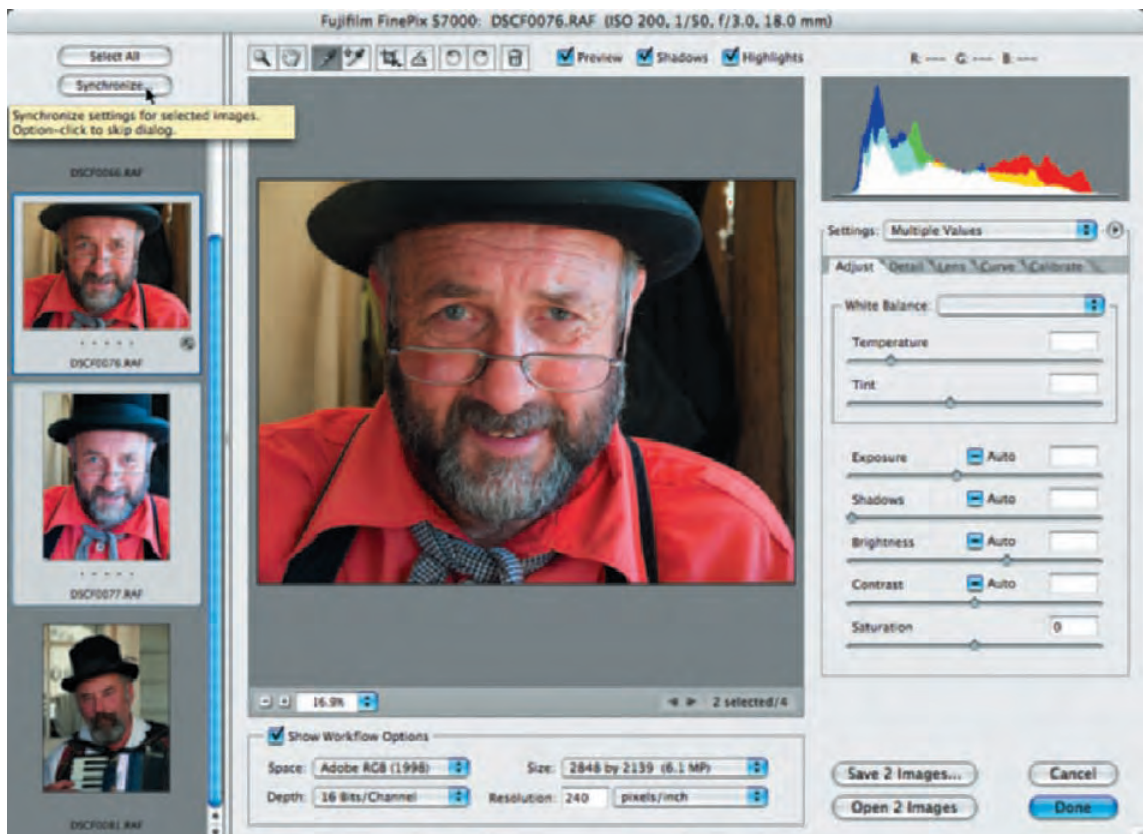 Fujifilm FinePix S7000: DSCF0076.RAF (ISO 200, 1/50, f/3.0, 18.0 mm)
Select All
Synchronize...
Synchronize settings for selected images.
Option-click to skip dialog.
DSCF0066.RAF
DSCF0076.RAF
DSCF0077.RAF
DSCF0081.RAF
Preview
Shadows
Highlights
16.9%
2 selected/4
Show Workflow Options
Space: Adobe RGB (1998)
Size: 2848 by 2139 (6.1 MP)
Depth: 16 Bits/Channel
Resolution: 240 pixels/inch
R: --- G: --- B: ---
Settings: Multiple Values
Adjust Detail Lens Curve Calibrate
White Balance:
Temperature
Tint
Exposure Auto
Shadows Auto
Brightness Auto
Contrast Auto
Saturation 0
Save 2 Images...
Cancel
Open 2 Images
Done